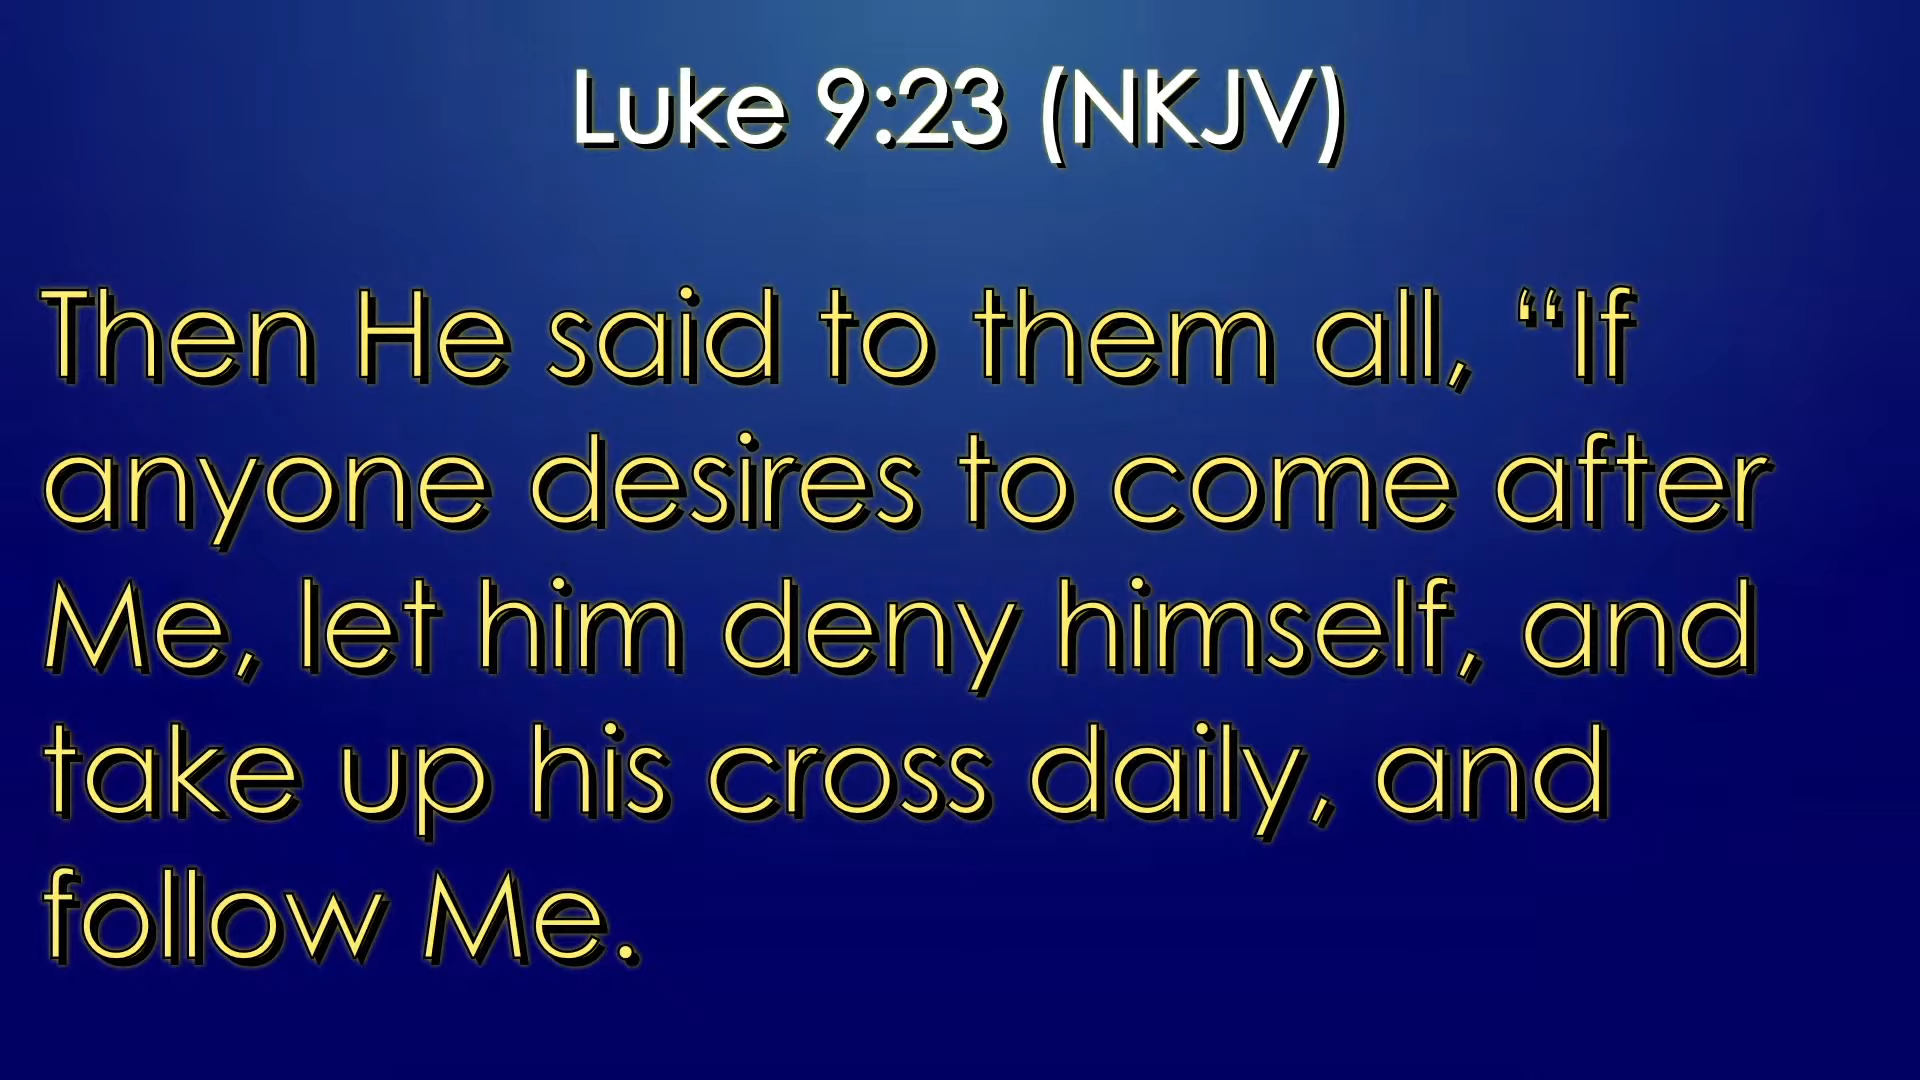 Luke 9:23 (NKJV)
Then He said to them all, “If
anyone desires to come after
Me, let him deny himself, and
take up his cross daily, and
follow Me.